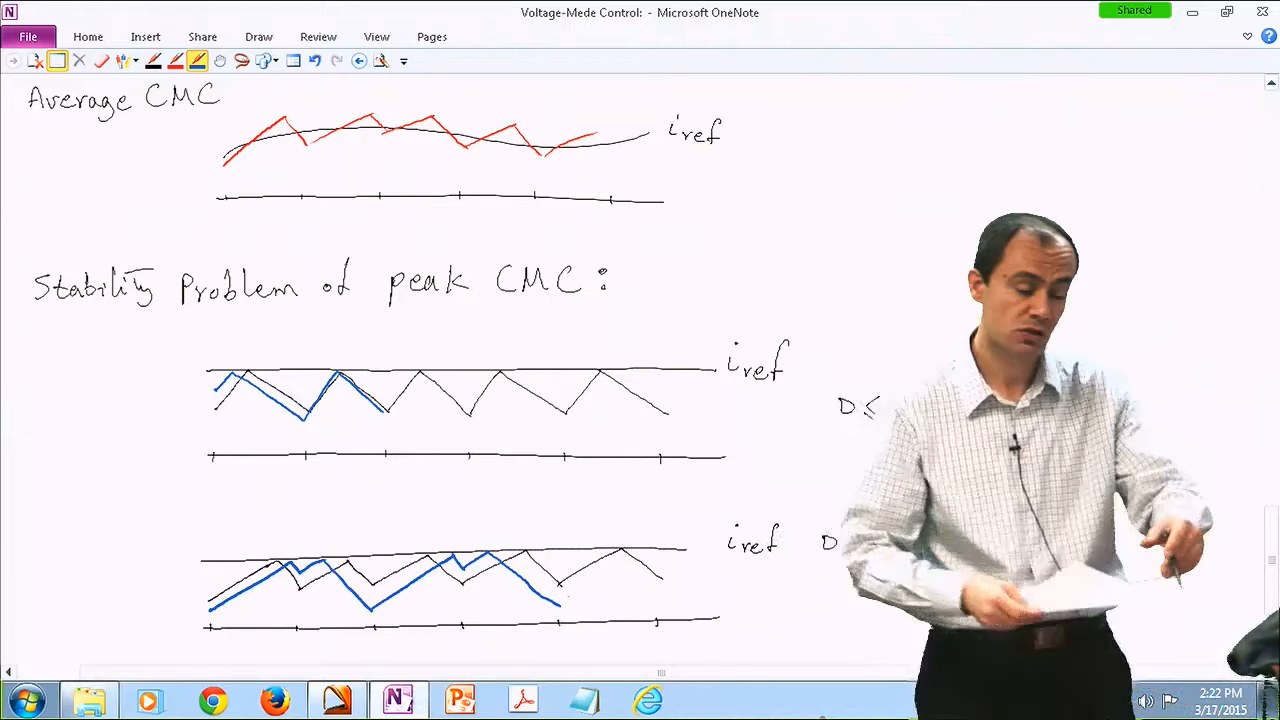 Voltage-Mede Control: - Microsoft OneNote
Shared
File Home Insert Share Draw Review View Pages
Average CMC
iref
Stability Problem of peak CMC:
iref
D ≤
iref D
2:22 PM
3/17/2015